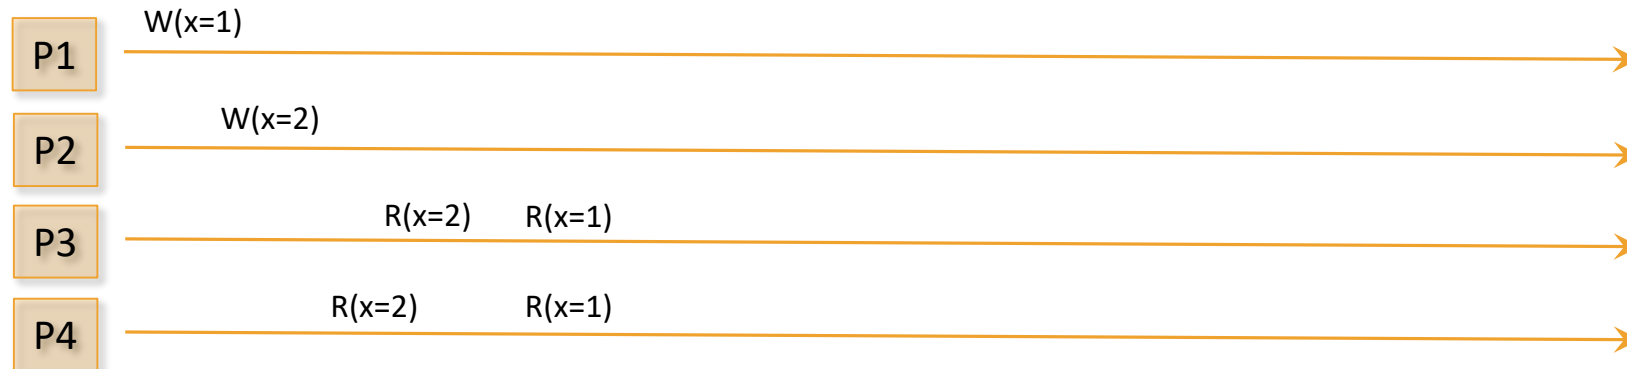 W(x=1)
P1
W(x=2)
P2
R(x=2) R(x=1)
P3
R(x=2) R(x=1)
P4